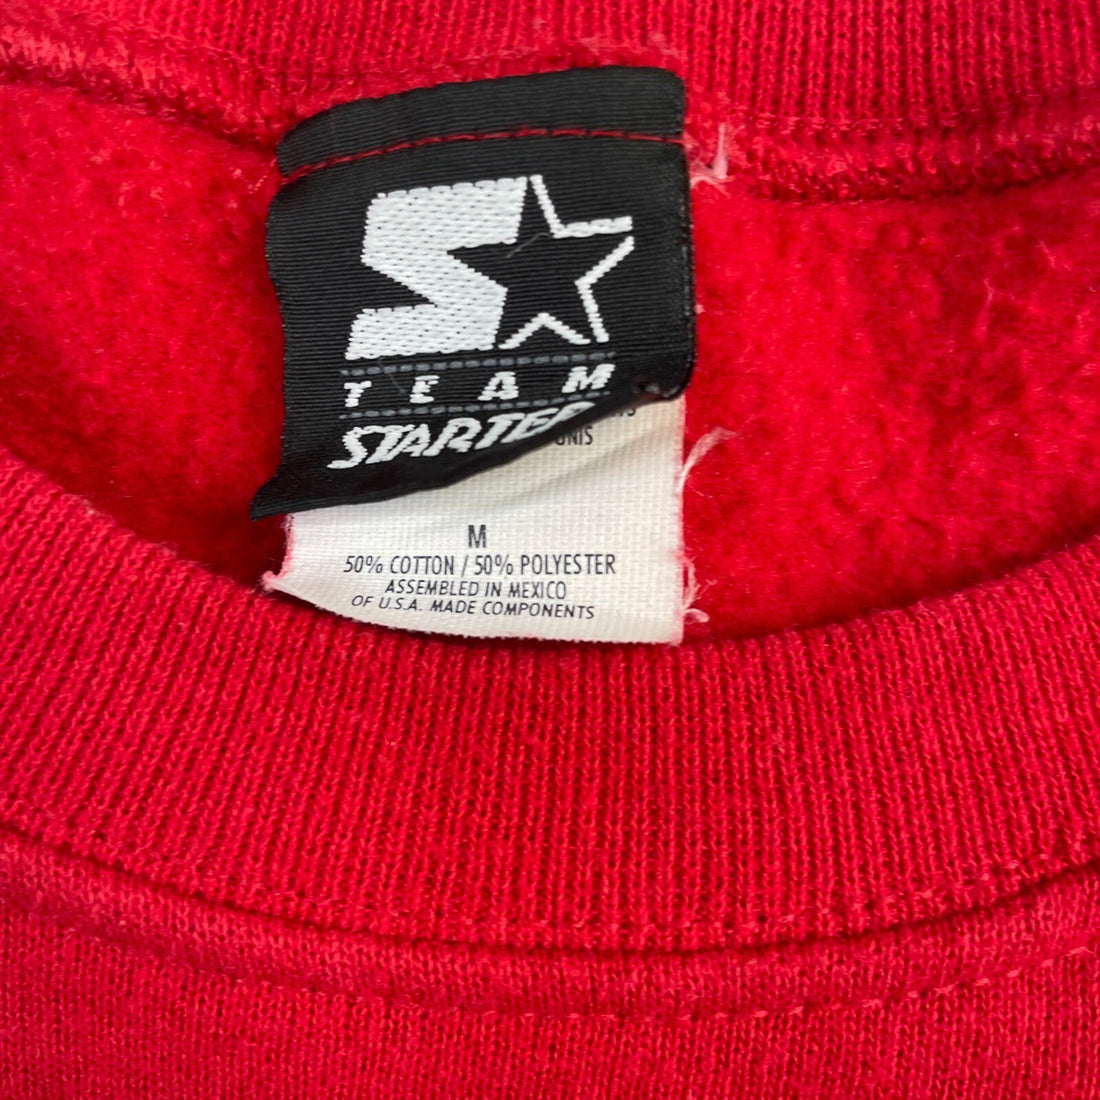 TEAM
STARTER
M
50% COTTON / 50% POLYESTER
ASSEMBLED IN MEXICO
OF U.S.A. MADE COMPONENTS